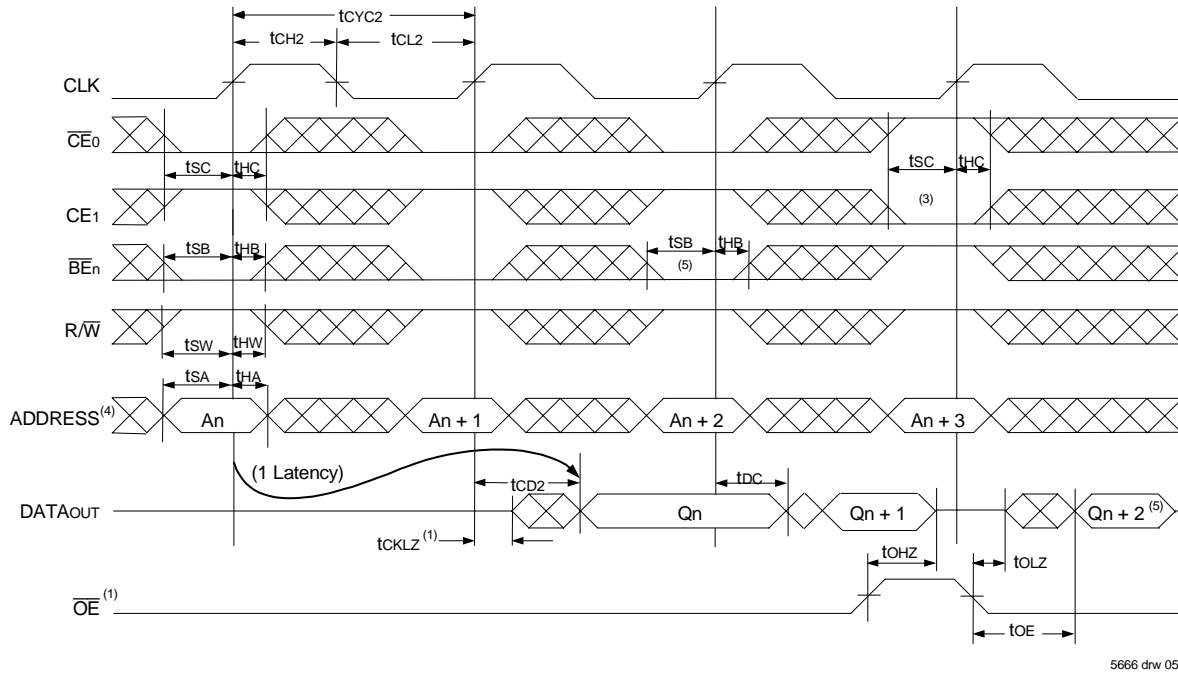 tCYC2
tCH2 tCL2
CLK
CE0
tSC tHC tSC tHC
(3)
CE1
tSB tHB tSB tHB
(5)
BEn
R/W
tSW tHW
tSA tHA
ADDRESS(4) An An + 1 An + 2 An + 3
(1 Latency)
tCD2 tDC
DATAOUT Qn Qn + 1 Qn + 2 (5)
tCKLZ (1)
tOHZ tOLZ
OE (1)
tOE
5666 drw 05